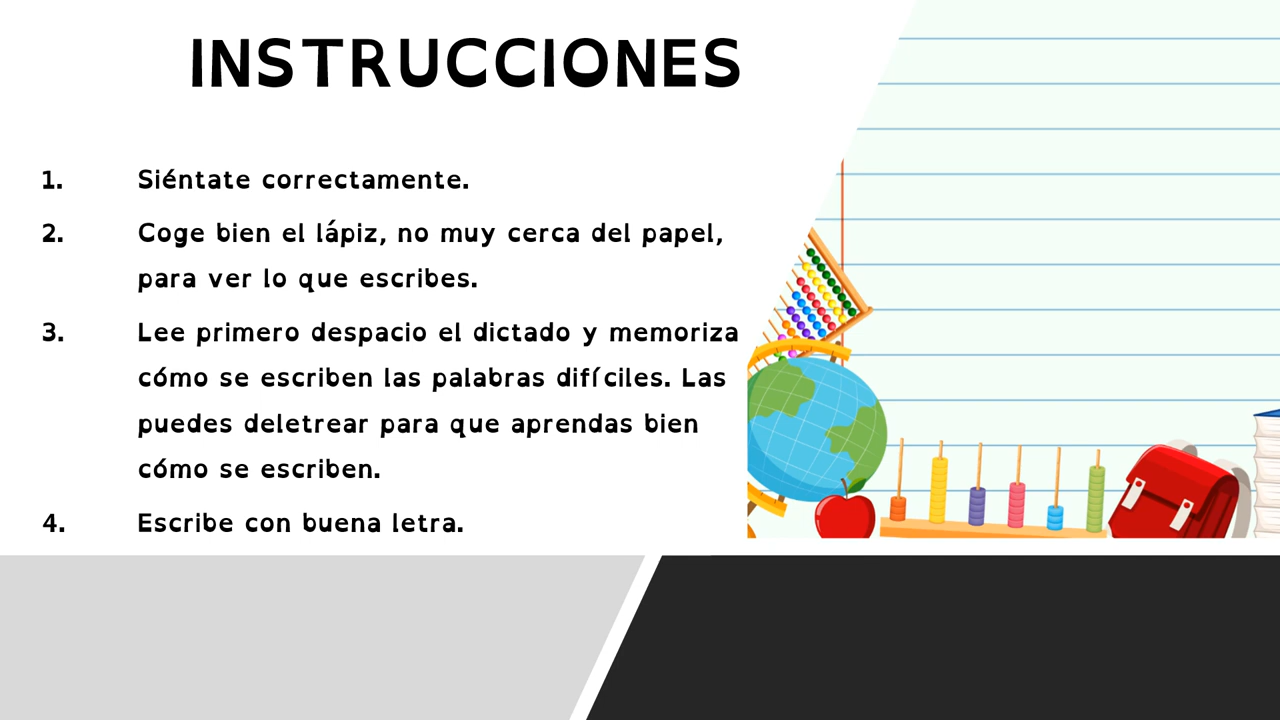 INSTRUCCIONES
1. Siéntate correctamente.
2. Coge bien el lápiz, no muy cerca del papel,
para ver lo que escribes.
3. Lee primero despacio el dictado y memoriza
cómo se escriben las palabras difíciles. Las
puedes deletrear para que aprendas bien
cómo se escriben.
4. Escribe con buena letra.